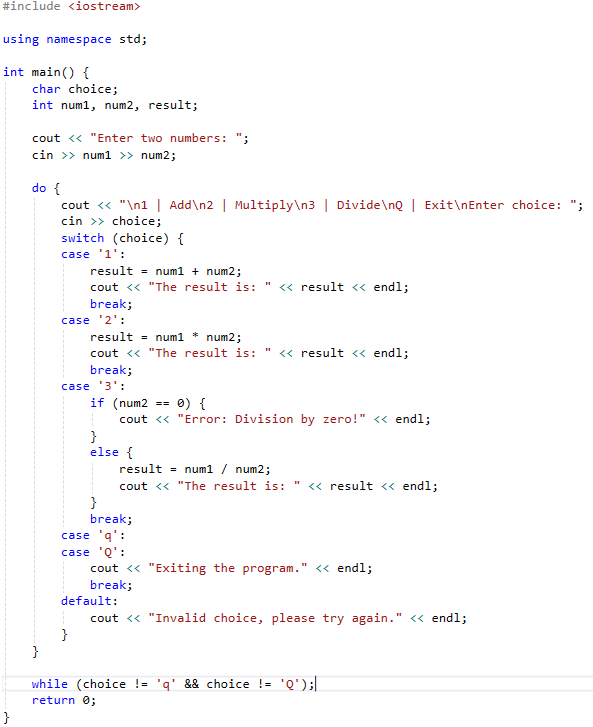 #include <iostream>
using namespace std;
int main() {
char choice;
int num1, num2, result;
cout << "Enter two numbers: ";
cin >> num1 >> num2;
do {
cout << "\n1 | Add\n2 | Multiply\n3 | Divide\nQ | Exit\nEnter choice: ";
cin >> choice;
switch (choice) {
case '1':
result = num1 + num2;
cout << "The result is: " << result << endl;
break;
case '2':
result = num1 * num2;
cout << "The result is: " << result << endl;
break;
case '3':
if (num2 == 0) {
cout << "Error: Division by zero!" << endl;
}
else {
result = num1 / num2;
cout << "The result is: " << result << endl;
}
break;
case 'q':
case 'Q':
cout << "Exiting the program." << endl;
break;
default:
cout << "Invalid choice, please try again." << endl;
}
}
while (choice != 'q' && choice != 'Q');
return 0;
}